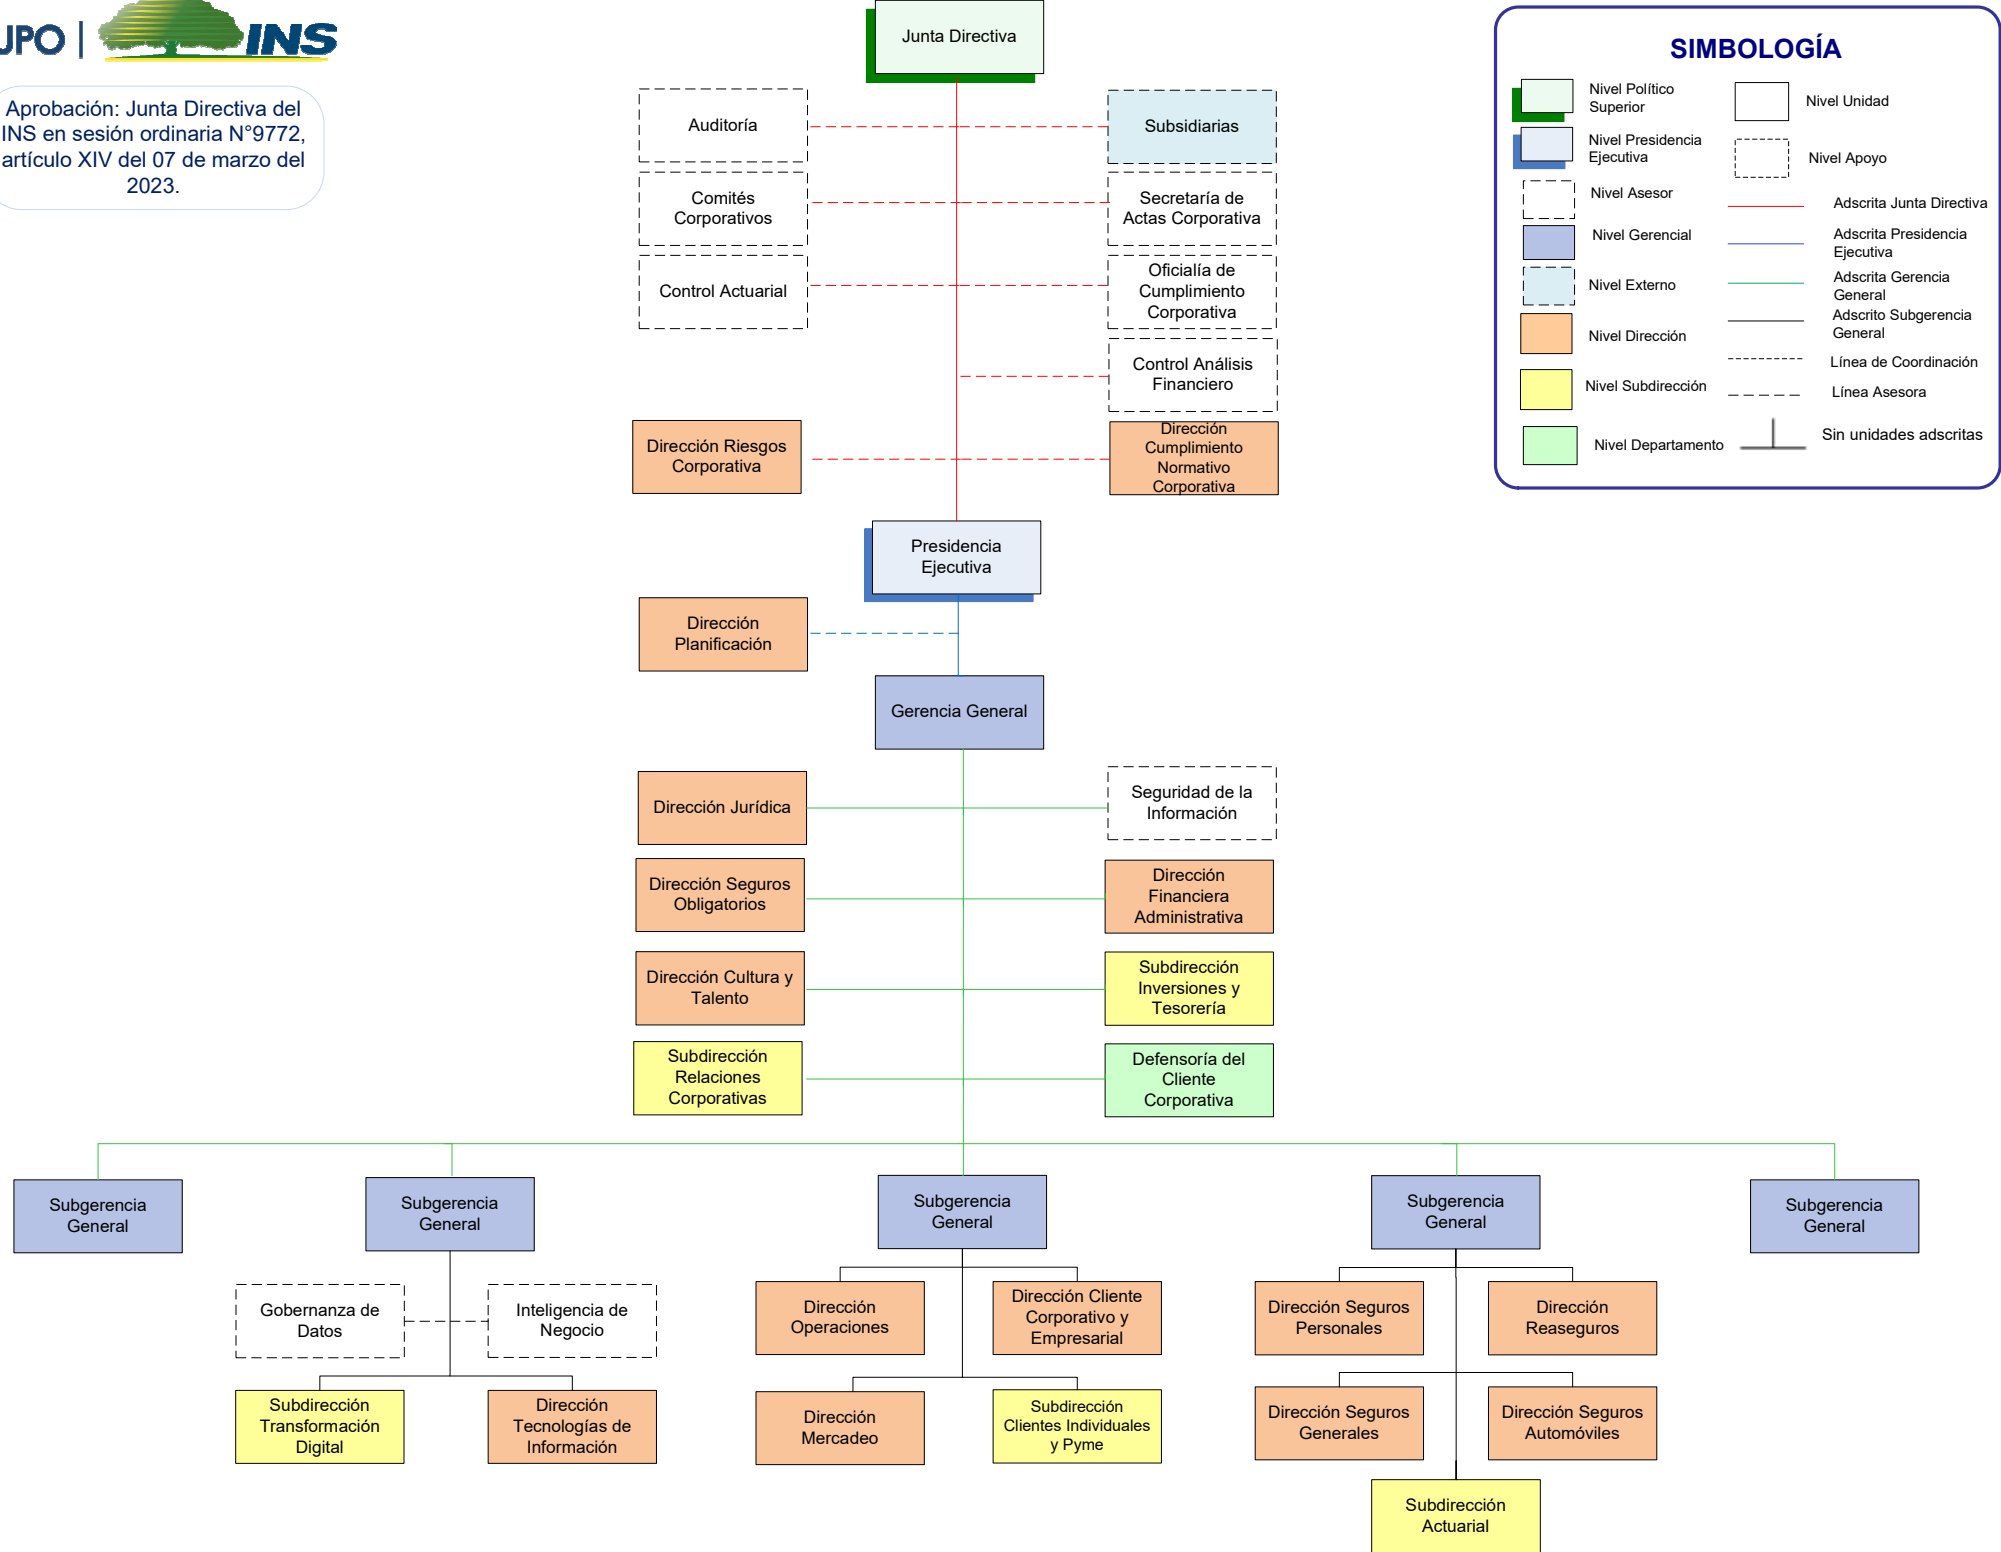 UPO | INS
Aprobación: Junta Directiva del
INS en sesión ordinaria N°9772,
artículo XIV del 07 de marzo del
2023.
Junta Directiva
Auditoría
Subsidiarias
Comités
Corporativos
Secretaría de
Actas Corporativa
Control Actuarial
Oficialía de
Cumplimiento
Corporativa
Control Análisis
Financiero
Dirección Riesgos
Corporativa
Dirección
Cumplimiento
Normativo
Corporativa
Presidencia
Ejecutiva
Dirección
Planificación
Gerencia General
Dirección Jurídica
Seguridad de la
Información
Dirección Seguros
Obligatorios
Dirección
Financiera
Administrativa
Dirección Cultura y
Talento
Subdirección
Inversiones y
Tesorería
Subdirección
Relaciones
Corporativas
Defensoría del
Cliente
Corporativa
Subgerencia
General
Subgerencia
General
Subgerencia
General
Subgerencia
General
Subgerencia
General
Gobernanza de
Datos
Inteligencia de
Negocio
Subdirección
Transformación
Digital
Dirección
Tecnologías de
Información
Dirección
Operaciones
Dirección Cliente
Corporativo y
Empresarial
Dirección
Mercadeo
Subdirección
Clientes Individuales
y Pyme
Dirección Seguros
Personales
Dirección
Reaseguros
Dirección Seguros
Generales
Dirección Seguros
Automóviles
Subdirección
Actuarial
SIMBOLOGÍA
Nivel Político
Superior
Nivel Presidencia
Ejecutiva
Nivel Asesor
Nivel Gerencial
Nivel Externo
Nivel Dirección
Nivel Subdirección
Nivel Departamento
Nivel Unidad
Nivel Apoyo
Adscrita Junta Directiva
Adscrita Presidencia
Ejecutiva
Adscrita Gerencia
General
Adscrito Subgerencia
General
Línea de Coordinación
Línea Asesora
Sin unidades adscritas